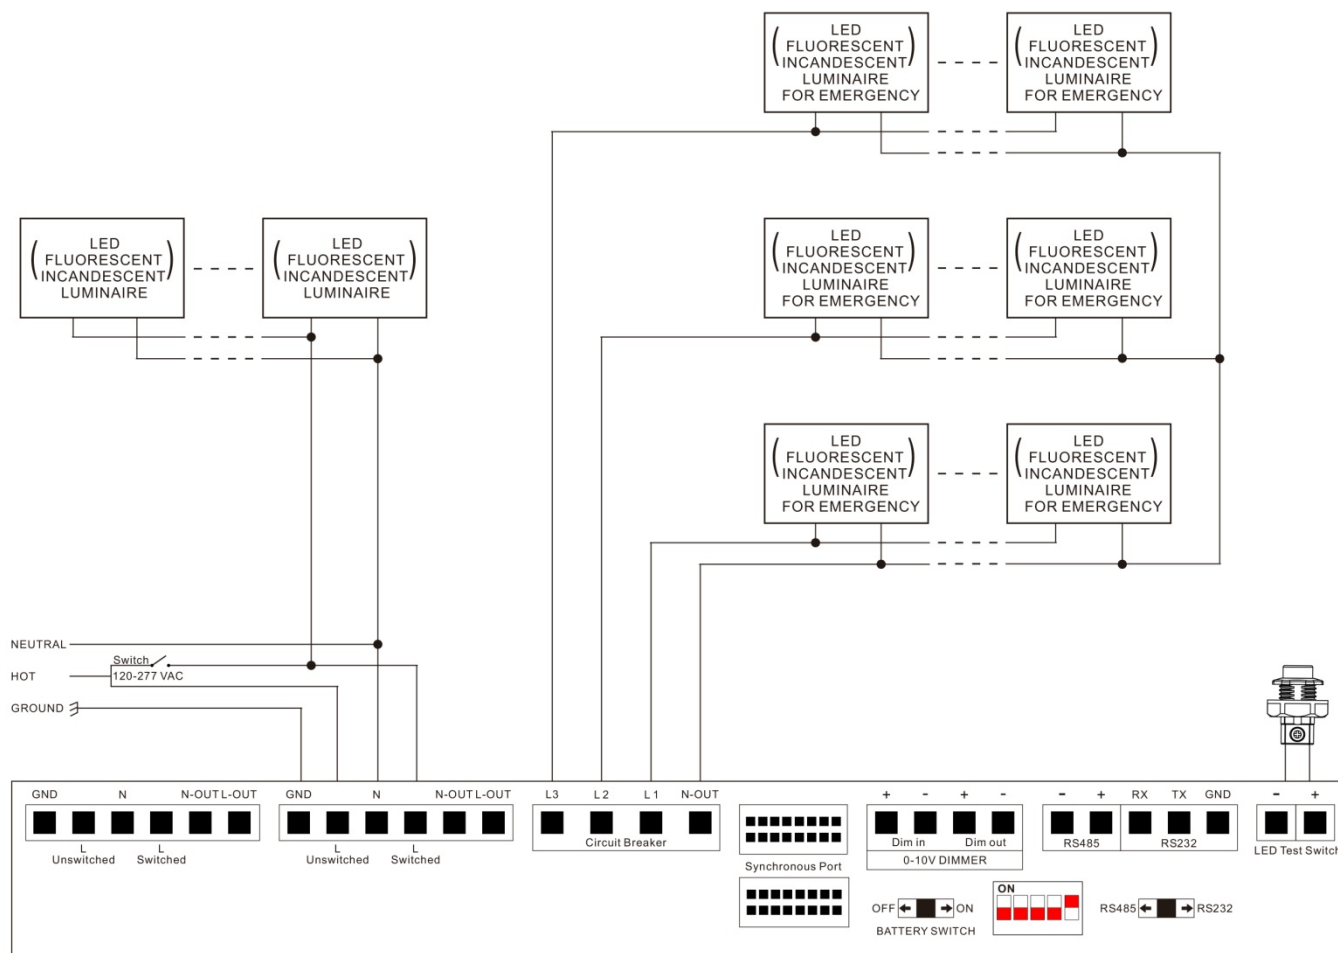 LED
FLUORESCENT
INCANDESCENT
LUMINAIRE
FOR EMERGENCY
LED
FLUORESCENT
INCANDESCENT
LUMINAIRE
FOR EMERGENCY
LED
FLUORESCENT
INCANDESCENT
LUMINAIRE
LED
FLUORESCENT
INCANDESCENT
LUMINAIRE
LED
FLUORESCENT
INCANDESCENT
LUMINAIRE
FOR EMERGENCY
LED
FLUORESCENT
INCANDESCENT
LUMINAIRE
FOR EMERGENCY
LED
FLUORESCENT
INCANDESCENT
LUMINAIRE
FOR EMERGENCY
LED
FLUORESCENT
INCANDESCENT
LUMINAIRE
FOR EMERGENCY
NEUTRAL
Switch
HOT
120-277 VAC
GROUND
GND N N-OUT L-OUT
L Unswitched
L Switched
GND N N-OUT L-OUT
L Unswitched
L Switched
L3 L2 L1 N-OUT
Circuit Breaker
Synchronous Port
+ - + -
Dim in Dim out
0-10V DIMMER
- + RX TX GND
RS485 RS232
- +
LED Test Switch
OFF ON
BATTERY SWITCH
ON
RS485 RS232